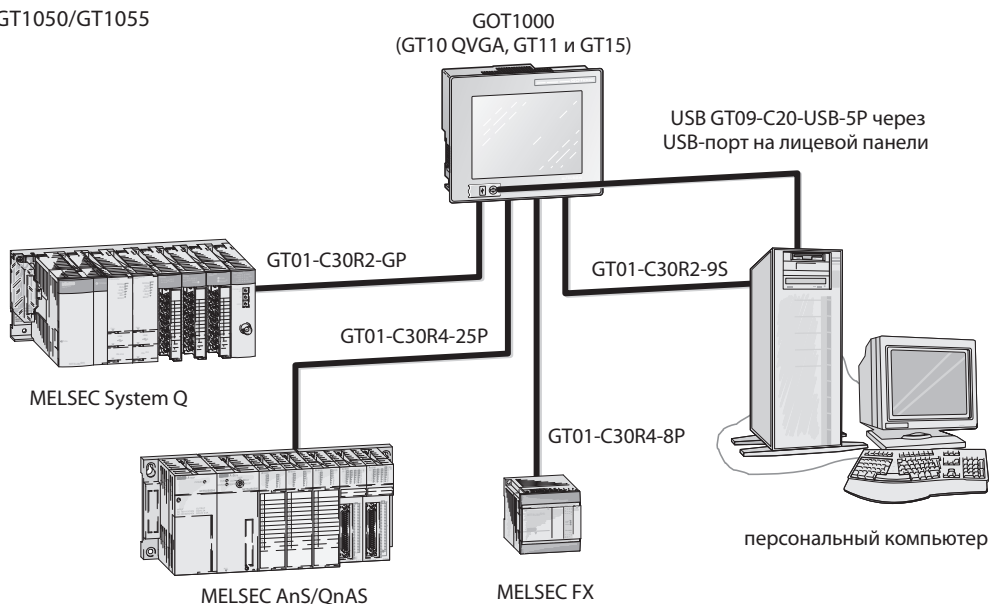 GT1050/GT1055
GOT1000
(GT10 QVGA, GT11 и GT15)
USB GT09-C20-USB-5P через
USB-порт на лицевой панели
GT01-C30R2-GP
GT01-C30R2-9S
GT01-C30R4-25P
MELSEC System Q
GT01-C30R4-8P
персональный компьютер
MELSEC AnS/QnAS
MELSEC FX